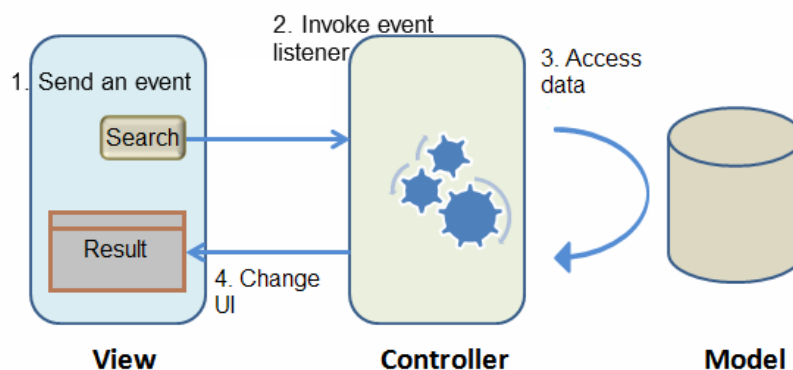 2. Invoke event
listener
1. Send an event
3. Access
data
Search
Result
4. Change
UI
View
Controller
Model